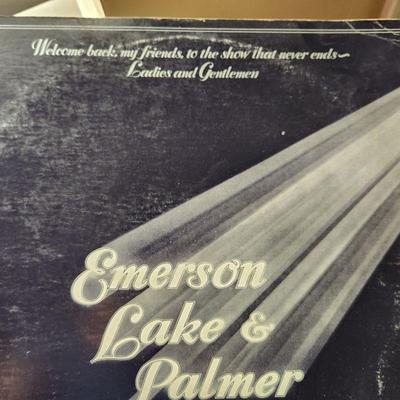 Welcome back, my friends, to the show that never ends~
Ladies and Gentlemen
Emerson
Lake &
Palmer